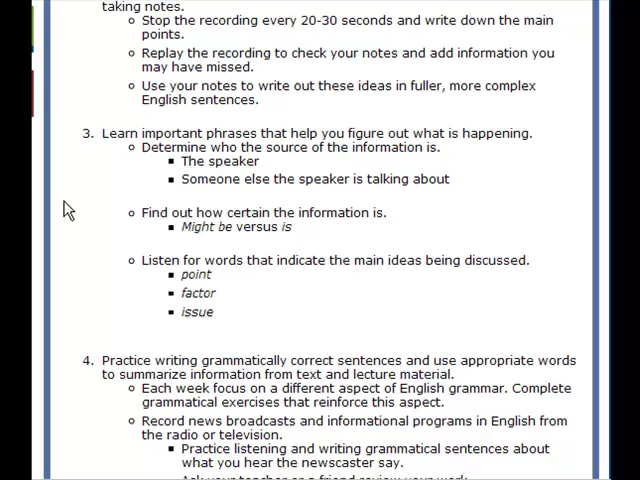 taking notes.
Stop the recording every 20-30 seconds and write down the main
points.
Replay the recording to check your notes and add information you
may have missed.
Use your notes to write out these ideas in fuller, more complex
English sentences.
3. Learn important phrases that help you figure out what is happening.
Determine who the source of the information is.
The speaker
Someone else the speaker is talking about
Find out how certain the information is.
Might be versus is
Listen for words that indicate the main ideas being discussed.
point
factor
issue
4. Practice writing grammatically correct sentences and use appropriate words
to summarize information from text and lecture material.
Each week focus on a different aspect of English grammar. Complete
grammatical exercises that reinforce this aspect.
Record news broadcasts and informational programs in English from
the radio or television.
Practice listening and writing grammatical sentences about
what you hear the newscaster say.
Ask your teacher or a friend review your work